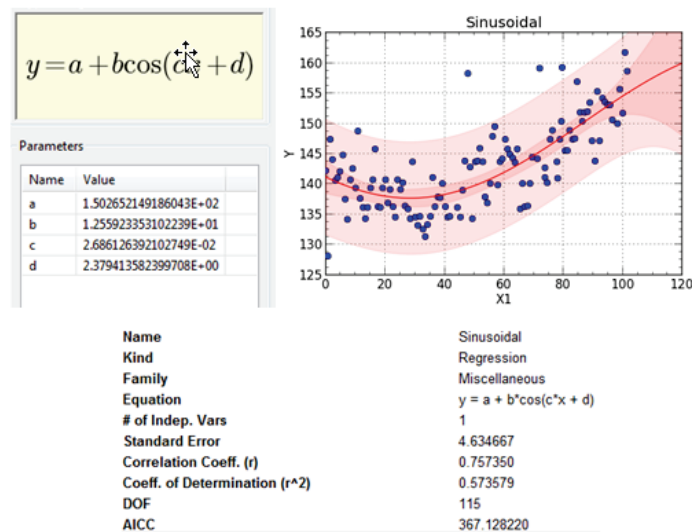 y=a+bcos(cx+d)
Parameters
Name Value
a 1.502652149186043E+02
b 1.255923353102239E+01
c 2.686126392102749E-02
d 2.379413582399708E+00
Sinusoidal
165
160
155
150
145
140
135
130
125
Y
0 20 40 60 80 100 120
X1
Name Sinusoidal
Kind Regression
Family Miscellaneous
Equation y = a + b*cos(c*x + d)
# of Indep. Vars 1
Standard Error 4.634667
Correlation Coeff. (r) 0.757350
Coeff. of Determination (r^2) 0.573579
DOF 115
AICC 367.128220